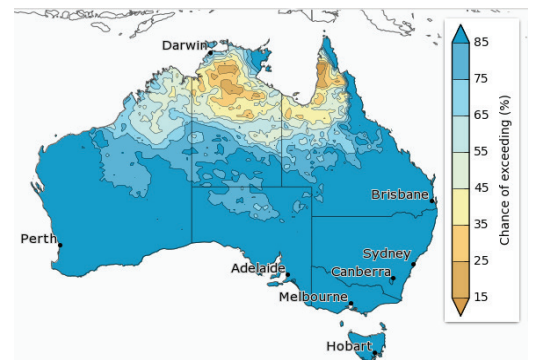 Darwin
Brisbane
Perth
Sydney
Adelaide
Canberra
Melbourne
Hobart
85
75
65
55
45
35
25
15
Chance of exceeding (%)